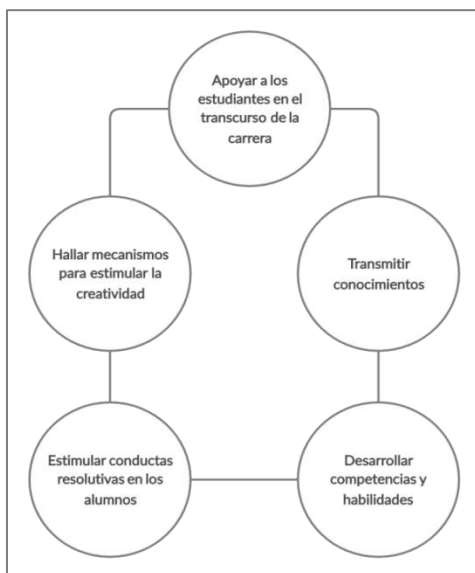 Apoyar a los
estudiantes en el
transcurso de la
carrera
Hallar mecanismos
para estimular la
creatividad
Transmitir
conocimientos
Estimular conductas
resolutivas en los
alumnos
Desarrollar
competencias y
habilidades